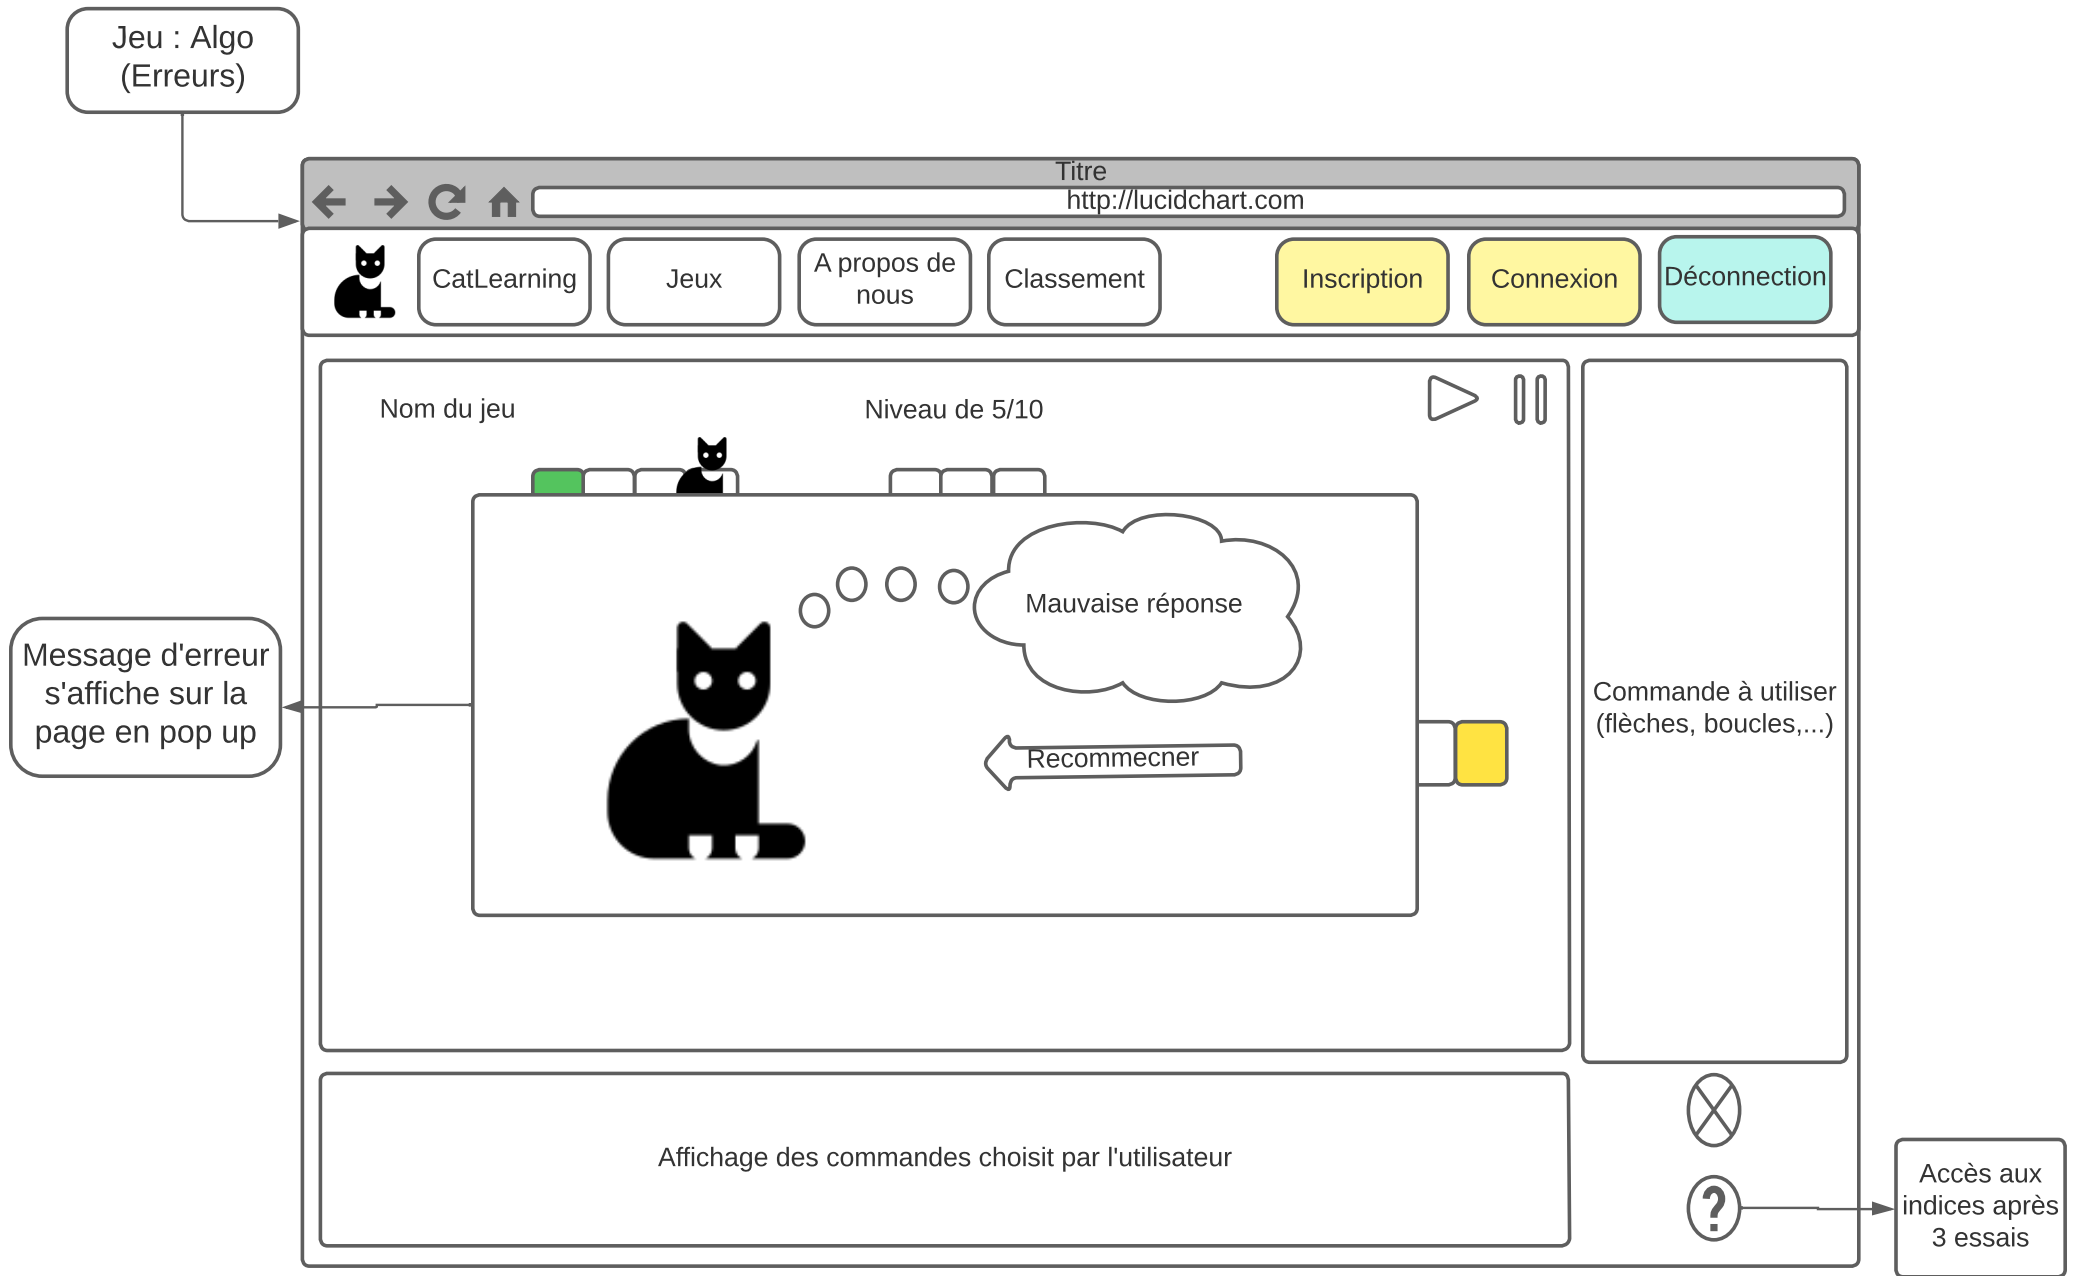 Jeu : Algo
(Erreurs)
Titre
http://lucidchart.com
CatLearning
Jeux
A propos de
nous
Classement
Inscription
Connexion
Déconnection
Nom du jeu
Niveau de 5/10
Mauvaise réponse
Recommecner
Message d'erreur
s'affiche sur la
page en pop up
Commande à utiliser
(flèches, boucles,...)
Affichage des commandes choisit par l'utilisateur
?
Accès aux
indices après
3 essais